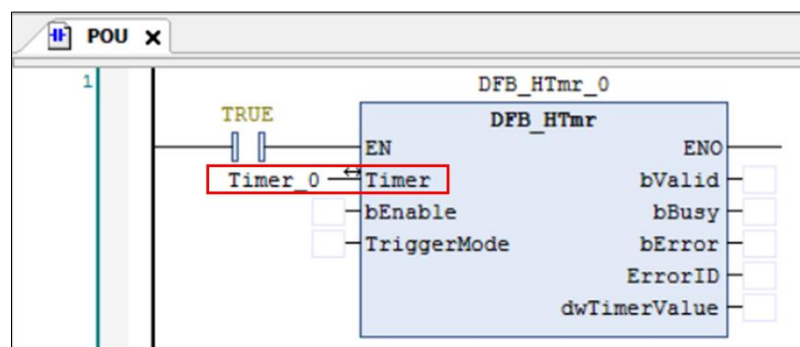 POU X
1
DFB_HTmr_0
TRUE
DFB_HTmr
EN ENO
Timer_0 Timer bValid
bEnable bBusy
TriggerMode bError
ErrorID
dwTimerValue